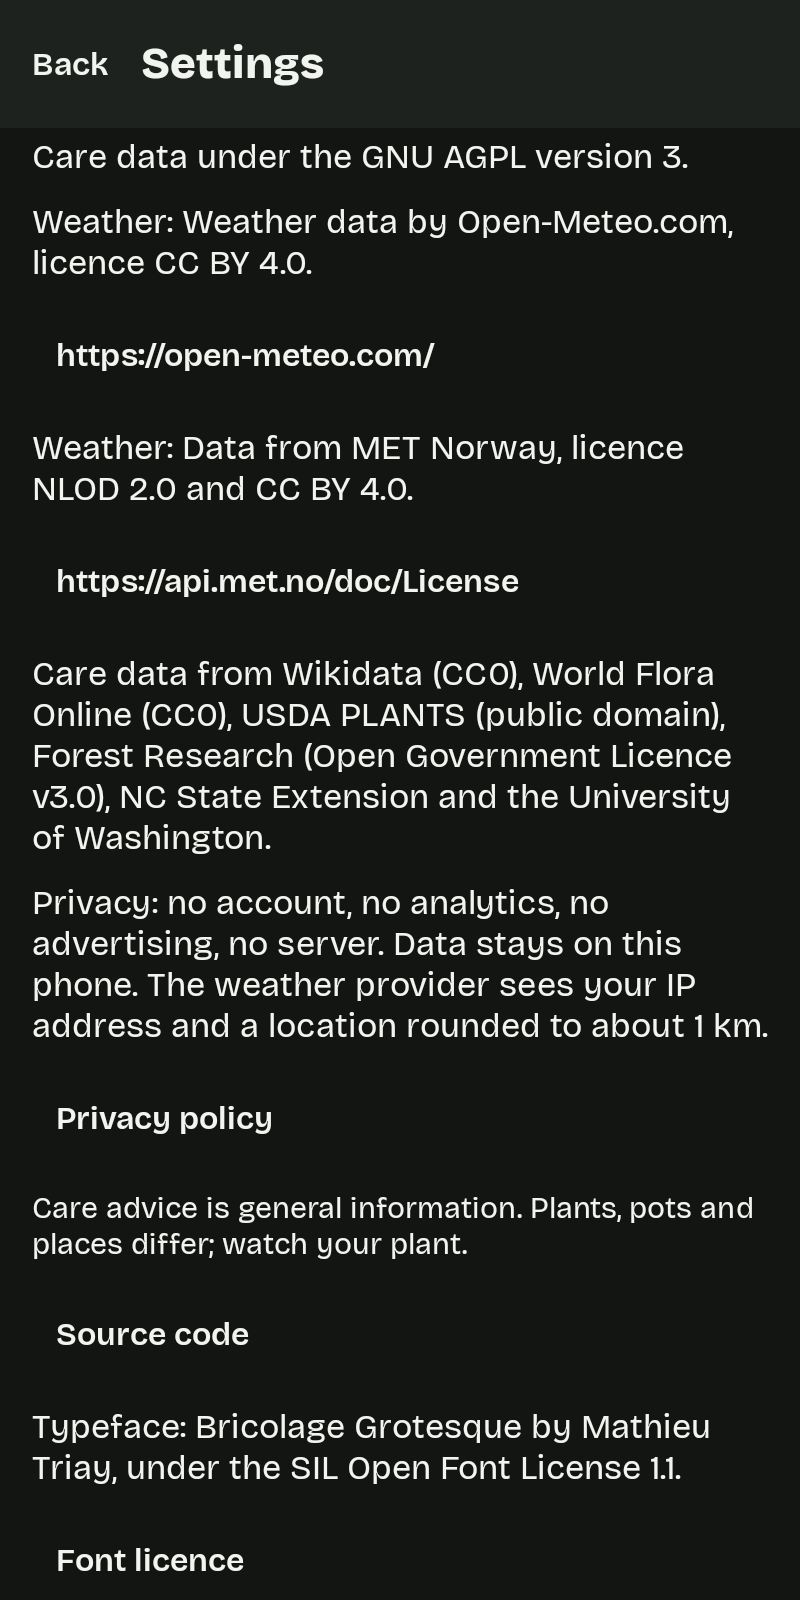 Back Settings
Care data under the GNU AGPL version 3.
Weather: Weather data by Open-Meteo.com,
licence CC BY 4.0.
https://open-meteo.com/
Weather: Data from MET Norway, licence
NLOD 2.0 and CC BY 4.0.
https://api.met.no/doc/License
Care data from Wikidata (CC0), World Flora
Online (CC0), USDA PLANTS (public domain),
Forest Research (Open Government Licence
v3.0), NC State Extension and the University
of Washington.
Privacy: no account, no analytics, no
advertising, no server. Data stays on this
phone. The weather provider sees your IP
address and a location rounded to about 1 km.
Privacy policy
Care advice is general information. Plants, pots and
places differ; watch your plant.
Source code
Typeface: Bricolage Grotesque by Mathieu
Triay, under the SIL Open Font License 1.1.
Font licence